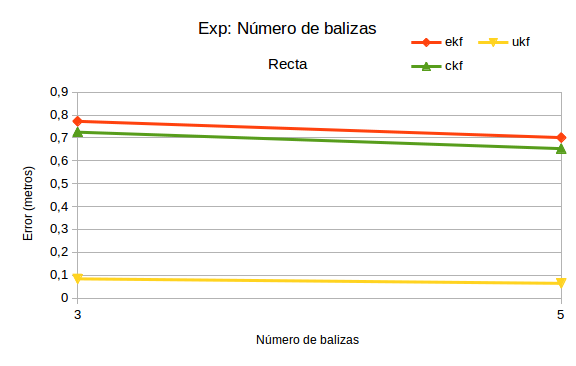 Exp: Número de balizas
Recta
ekf ukf
ckf
0,9
0,8
0,7
0,6
0,5
0,4
0,3
0,2
0,1
0
Error (metros)
3 5
Número de balizas